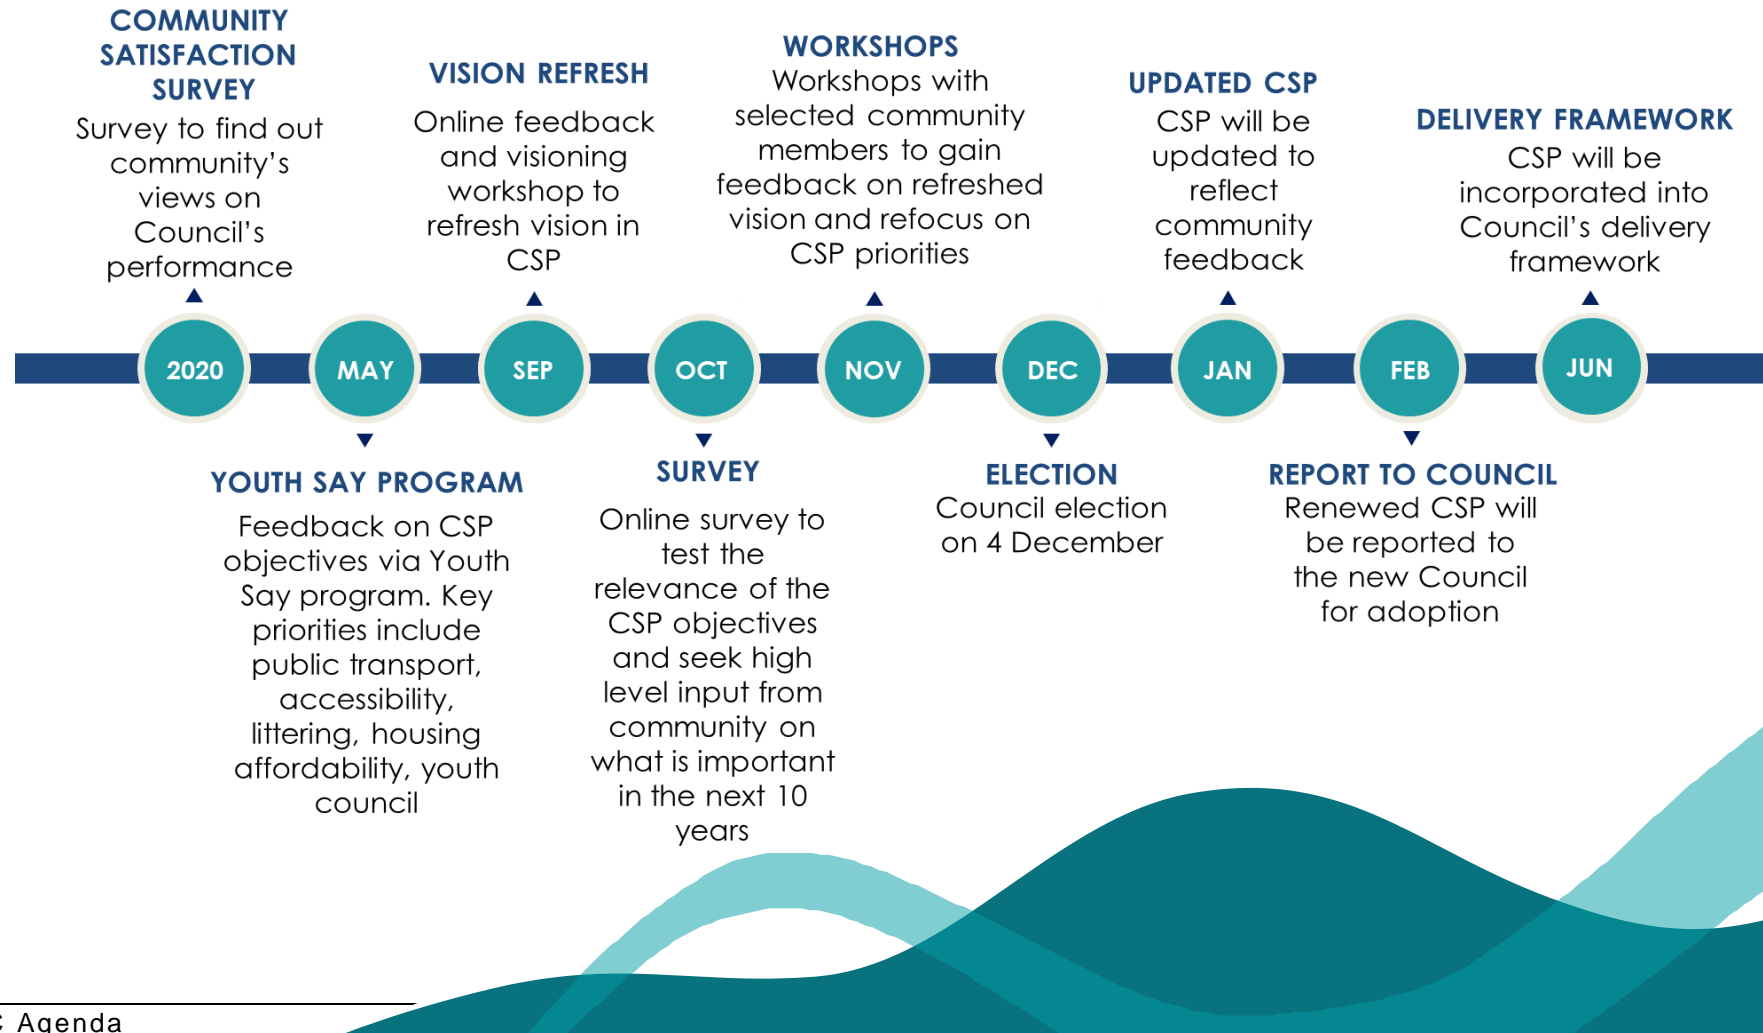 COMMUNITY
SATISFACTION
SURVEY
Survey to find out
community's
views on
Council's
performance
VISION REFRESH
Online feedback
and visioning
workshop to
refresh vision in
CSP
WORKSHOPS
Workshops with
selected community
members to gain
feedback on refreshed
vision and refocus on
CSP priorities
UPDATED CSP
CSP will be
updated to
reflect
community
feedback
DELIVERY FRAMEWORK
CSP will be
incorporated into
Council's delivery
framework
2020
MAY
SEP
OCT
NOV
DEC
JAN
FEB
JUN
YOUTH SAY PROGRAM
Feedback on CSP
objectives via Youth
Say program. Key
priorities include
public transport,
accessibility,
littering, housing
affordability, youth
council
SURVEY
Online survey to
test the
relevance of the
CSP objectives
and seek high
level input from
community on
what is important
in the next 10
years
ELECTION
Council election
on 4 December
REPORT TO COUNCIL
Renewed CSP will
be reported to
the new Council
for adoption
Agenda